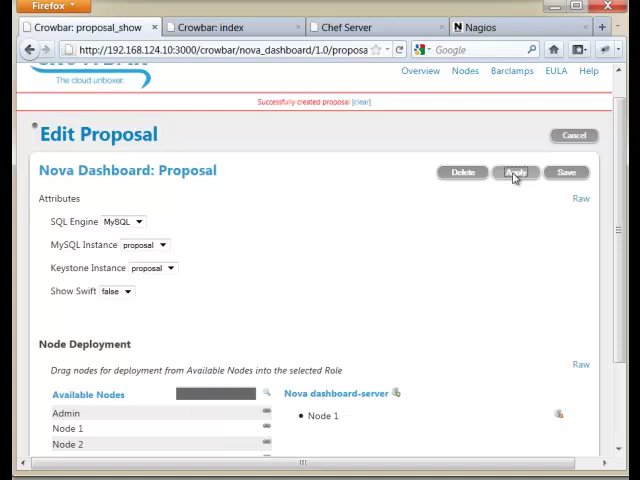 Firefox
Crowbar: proposal_show
Crowbar: index
Chef Server
Nagios
http://192.168.124.10:3000/crowbar/nova_dashboard/1.0/proposa
Google
The cloud unboxer.
Overview Nodes Barclamps EULA Help
Successfully created proposal [clear]
Edit Proposal
Cancel
Nova Dashboard: Proposal
Delete Apply Save
Attributes
Raw
SQL Engine MySQL
MySQL Instance proposal
Keystone Instance proposal
Show Swift false
Node Deployment
Raw
Drag nodes for deployment from Available Nodes into the selected Role
Available Nodes
Nova dashboard-server
Admin
Node 1
Node 1
Node 2